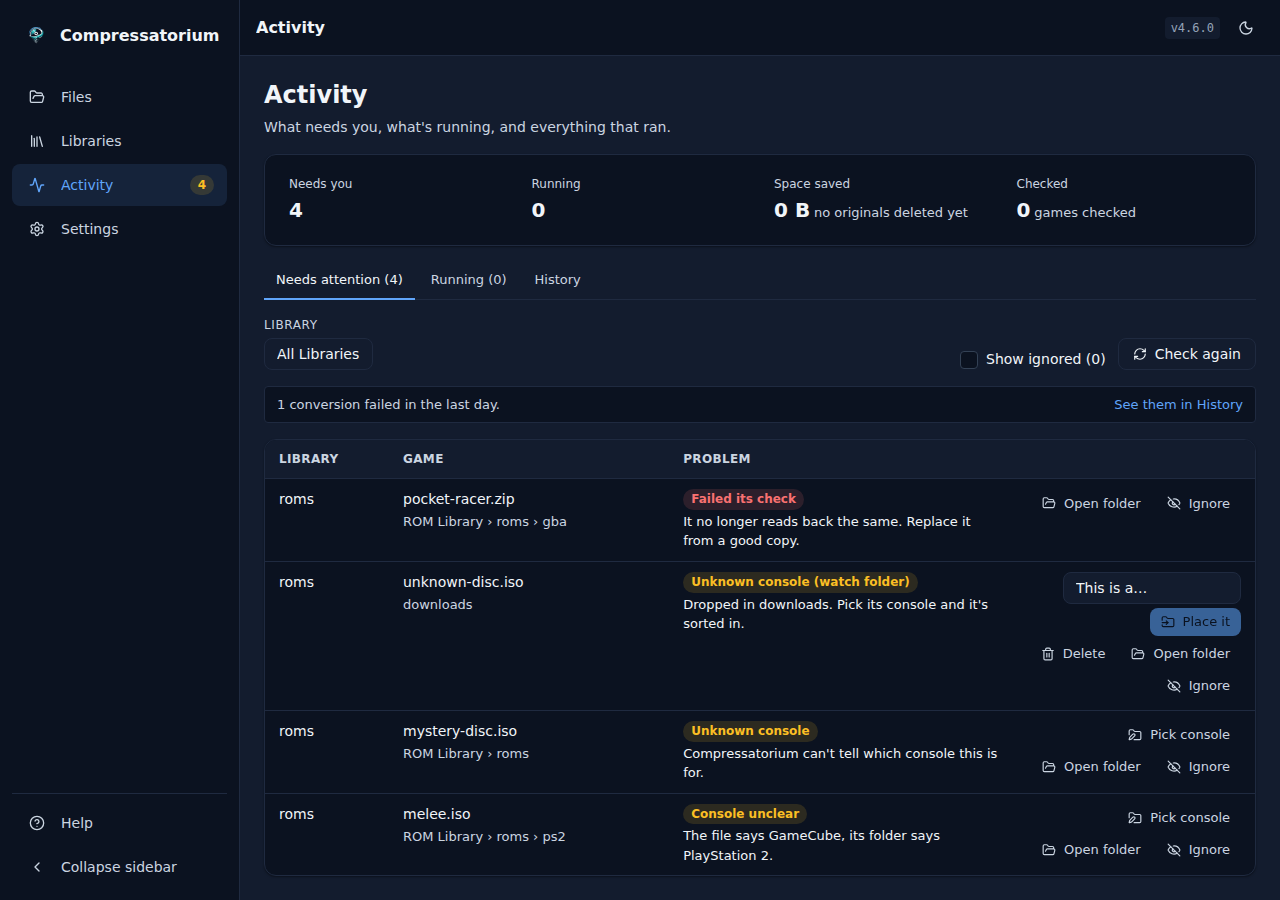 Compressatorium
Files
Libraries
Activity 4
Settings
Help
Collapse sidebar
Activity
v4.6.0
Activity
What needs you, what's running, and everything that ran.
Needs you Running Space saved Checked
4 0 0 B no originals deleted yet 0 games checked
Needs attention (4) Running (0) History
LIBRARY
All Libraries
Show ignored (0) Check again
1 conversion failed in the last day. See them in History
LIBRARY GAME PROBLEM
roms pocket-racer.zip Failed its check Open folder Ignore
ROM Library › roms › gba It no longer reads back the same. Replace it
from a good copy.
roms unknown-disc.iso Unknown console (watch folder) This is a...
downloads Dropped in downloads. Pick its console and it's
sorted in. Place it
Delete Open folder
Ignore
roms mystery-disc.iso Unknown console Pick console
ROM Library › roms Compressatorium can't tell which console this is
for. Open folder Ignore
roms melee.iso Console unclear Pick console
ROM Library › roms › ps2 The file says GameCube, its folder says
PlayStation 2. Open folder Ignore